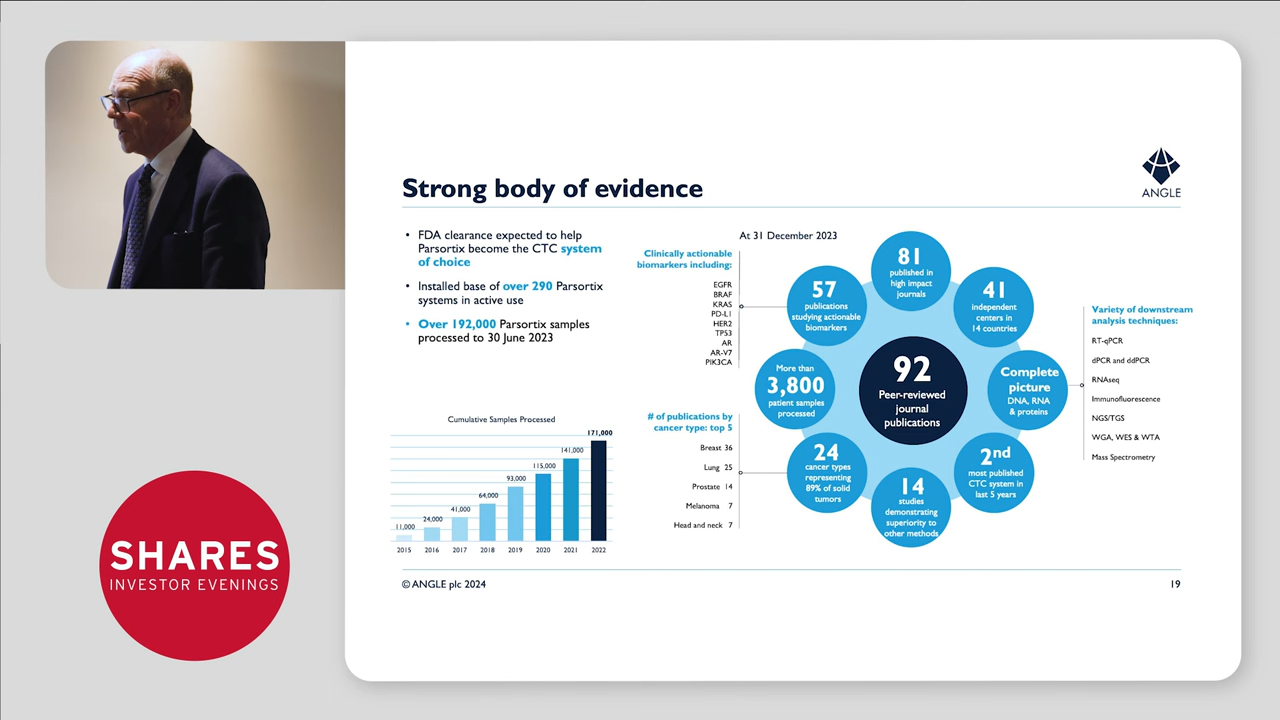 Strong body of evidence
ANGLE
• FDA clearance expected to help
Parsortix become the CTC system
of choice
• Installed base of over 290 Parsortix
systems in active use
• Over 192,000 Parsortix samples
processed to 30 June 2023
Cumulative Samples Processed
11,000
24,000
41,000
64,000
93,000
115,000
141,000
171,000
2015
2016
2017
2018
2019
2020
2021
2022
At 31 December 2023
Clinically actionable
biomarkers including:
EGFR
BRAF
KRAS
PD-L1
HER2
TP53
AR
AR-V7
PIK3CA
# of publications by
cancer type: top 5
Breast 36
Lung 25
Prostate 14
Melanoma 7
Head and neck 7
81
published in
high impact
journals
57
publications
studying actionable
biomarkers
41
independent
centers in
14 countries
More than
3,800
patient samples
processed
92
Peer-reviewed
journal
publications
Complete
picture
DNA, RNA
& proteins
24
cancer types
representing
89% of solid
tumors
14
studies
demonstrating
superiority to
other methods
2nd
most published
CTC system in
last 5 years
Variety of downstream
analysis techniques:
RT-qPCR
dPCR and ddPCR
RNAseq
Immunofluorescence
NGS/TGS
WGA, WES & WTA
Mass Spectrometry
SHARES
INVESTOR EVENINGS
© ANGLE plc 2024
19